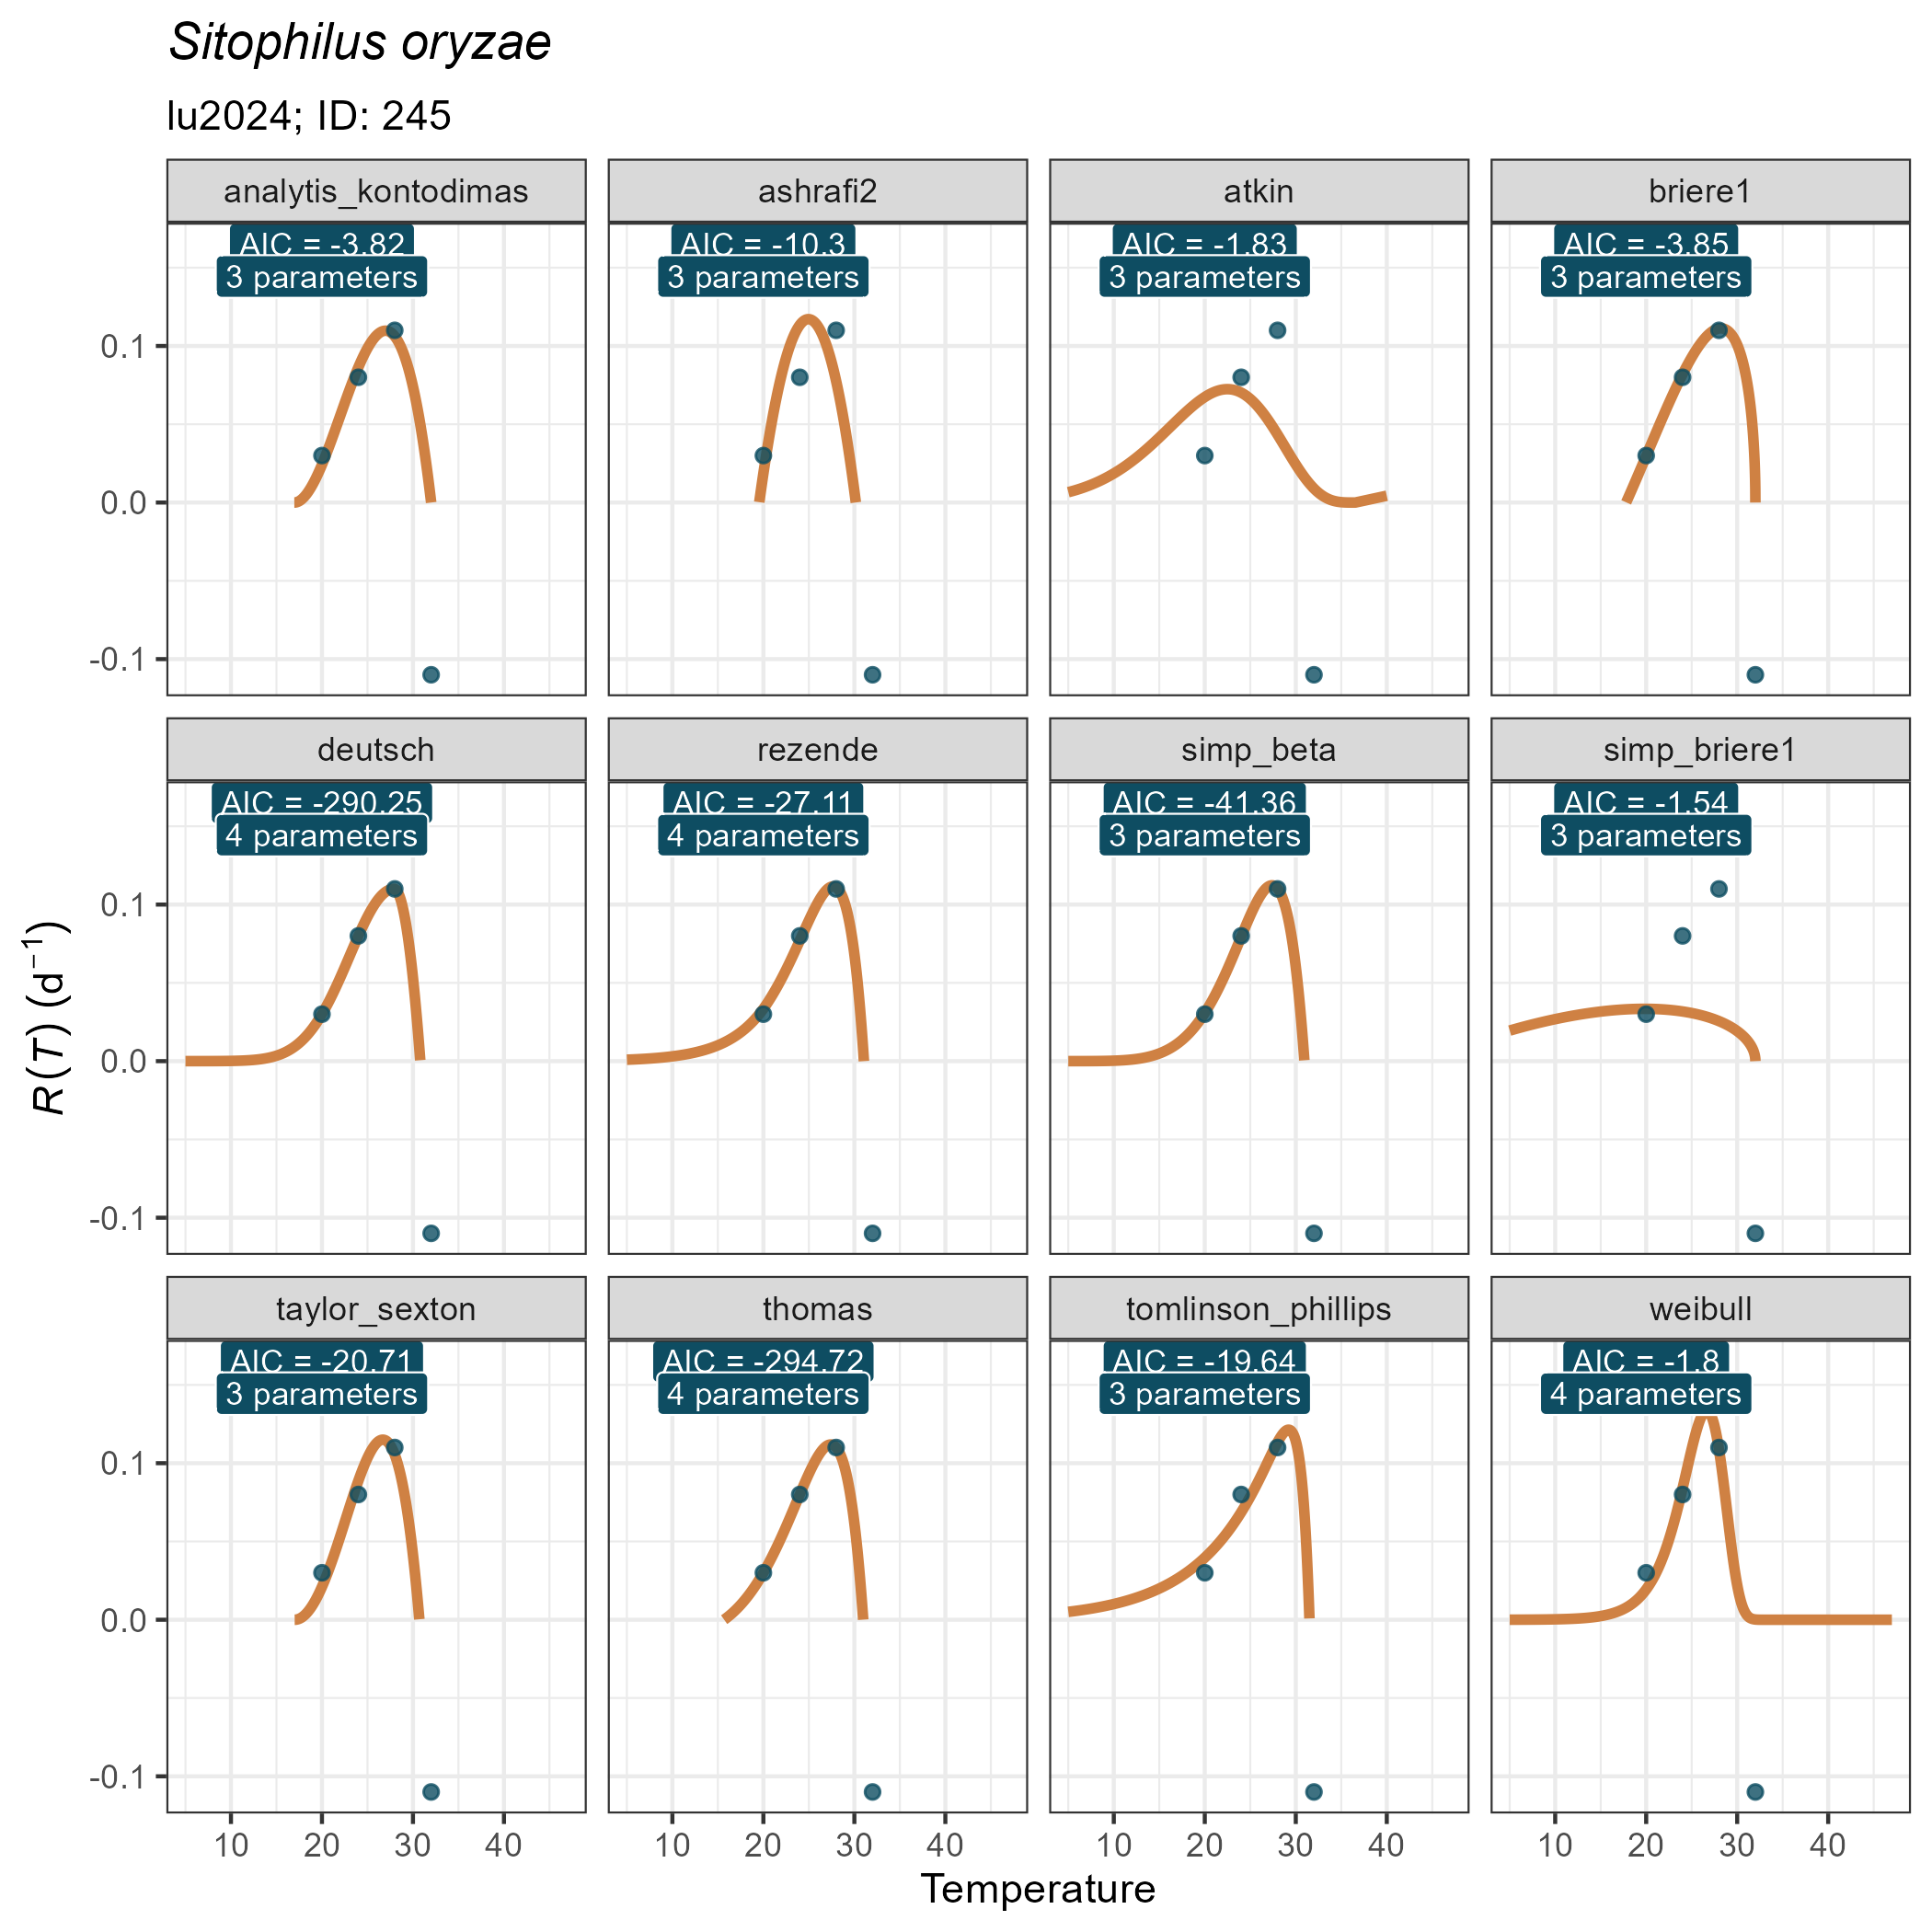 Sitophilus oryzae
lu2024; ID: 245
analytis_kontodimas
ashrafi2
atkin
briere1
AIC = -3.82
3 parameters
AIC = -10.3
3 parameters
AIC = -1.83
3 parameters
AIC = -3.85
3 parameters
0.1
0.0
-0.1
deutsch
rezende
simp_beta
simp_briere1
AIC = -290.25
4 parameters
AIC = -27.11
4 parameters
AIC = -41.36
3 parameters
AIC = -1.54
3 parameters
0.1
0.0
-0.1
R(T) (d⁻¹)
taylor_sexton
thomas
tomlinson_phillips
weibull
AIC = -20.71
3 parameters
AIC = -294.72
4 parameters
AIC = -19.64
3 parameters
AIC = -1.8
4 parameters
0.1
0.0
-0.1
10 20 30 40
10 20 30 40
10 20 30 40
10 20 30 40
Temperature